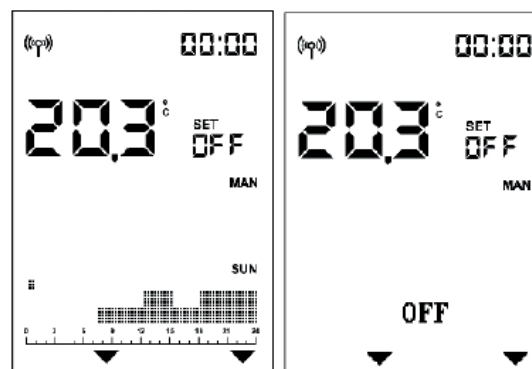 00:00
20,3 °C
SET
OFF
MAN
SUN
0 3 6 9 12 15 18 21 24
00:00
20,3 °C
SET
OFF
MAN
OFF